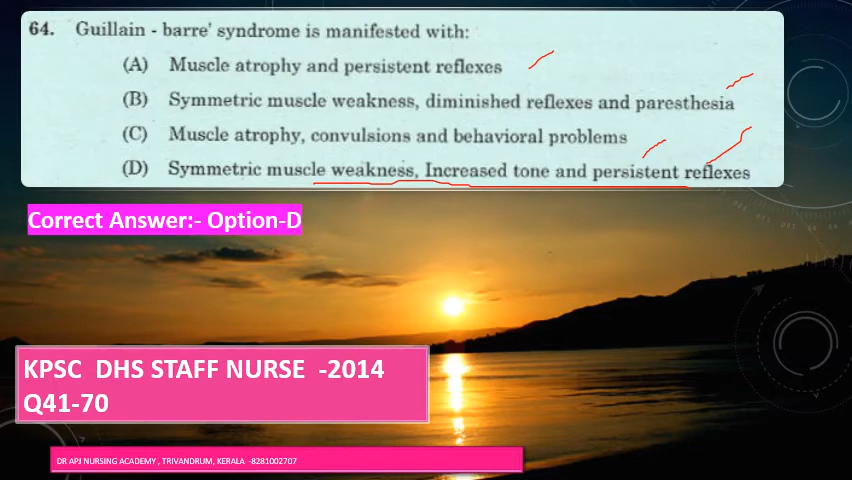 64. Guillain - barre' syndrome is manifested with:
(A) Muscle atrophy and persistent reflexes
(B) Symmetric muscle weakness, diminished reflexes and paresthesia
(C) Muscle atrophy, convulsions and behavioral problems
(D) Symmetric muscle weakness, Increased tone and persistent reflexes
Correct Answer:- Option-D
KPSC DHS STAFF NURSE -2014
Q41-70
DR APJ NURSING ACADEMY , TRIVANDRUM, KERALA -8281002707